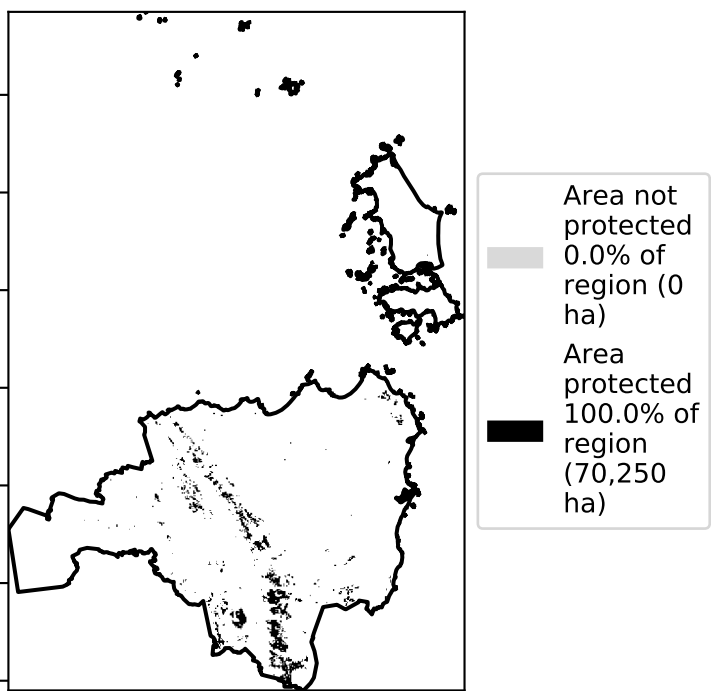 Area not
protected
0.0% of
region (0
ha)
Area
protected
100.0% of
region
(70,250
ha)